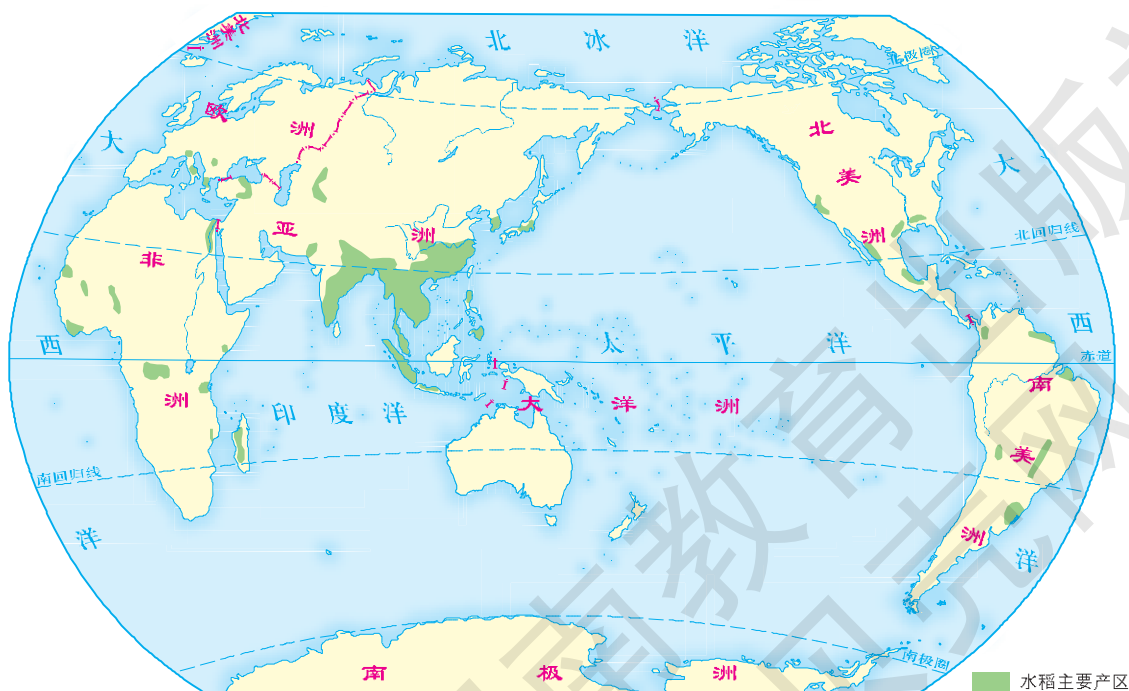 北美洲
北冰洋
北极圈
欧洲
大西洋
亚洲
北美洲
大西洋
非洲
北回归线
太平洋
赤道
印度洋
大洋洲
南美洲
南回归线
南极圈
南极洲
水稻主要产区